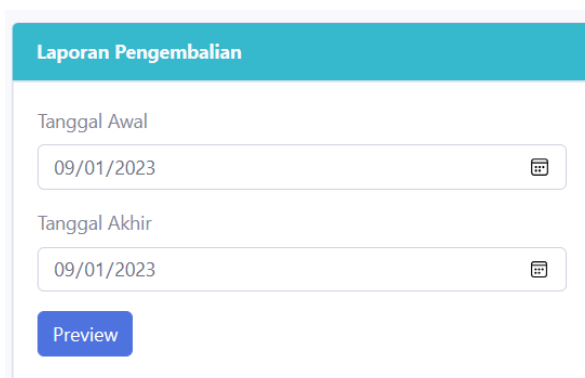 Laporan Pengembalian
Tanggal Awal
09/01/2023
Tanggal Akhir
09/01/2023
Preview